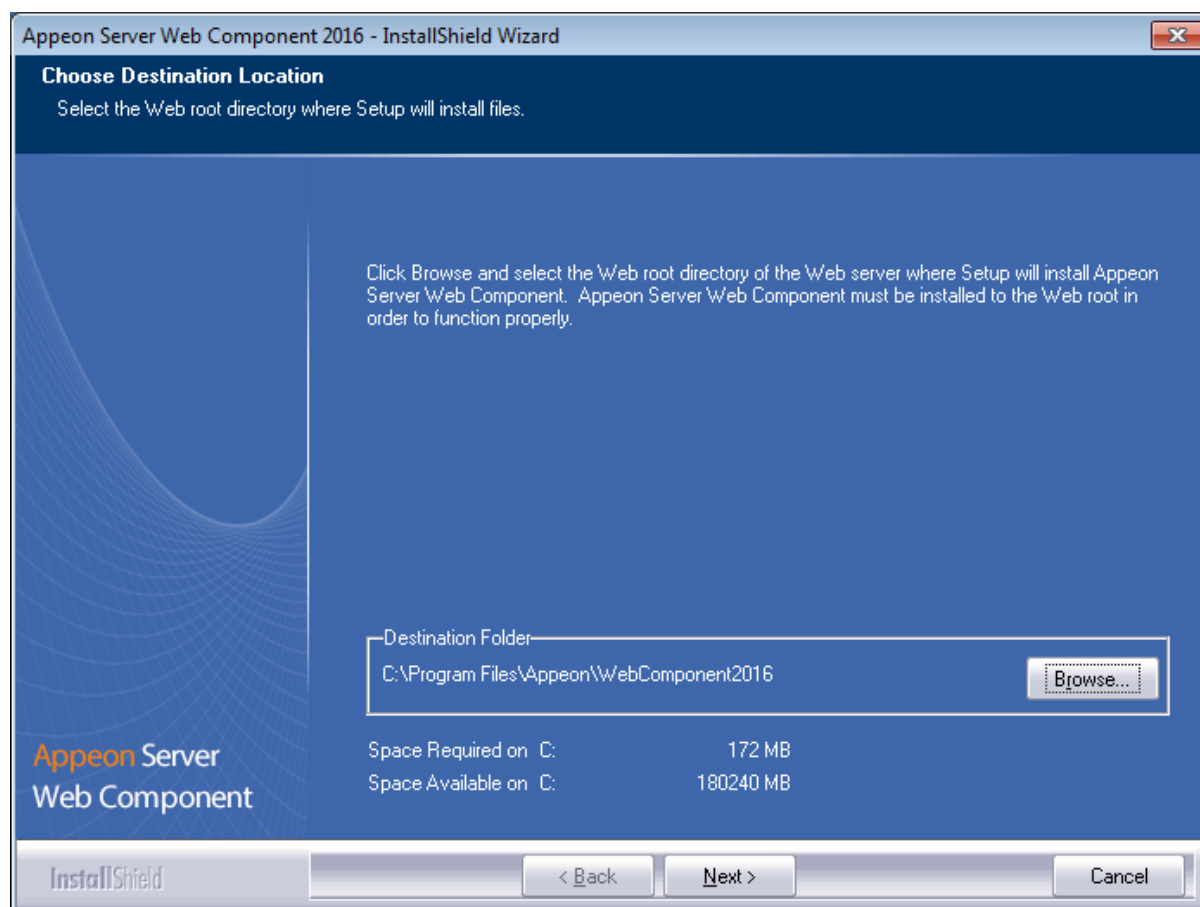 Appeon Server Web Component 2016 - InstallShield Wizard
Choose Destination Location
Select the Web root directory where Setup will install files.
Click Browse and select the Web root directory of the Web server where Setup will install Appeon
Server Web Component. Appeon Server Web Component must be installed to the Web root in
order to function properly.
Destination Folder
C:\Program Files\Appeon\WebComponent2016
Browse...
Space Required on C: 172 MB
Space Available on C: 180240 MB
Appeon Server
Web Component
InstallShield
< Back
Next >
Cancel